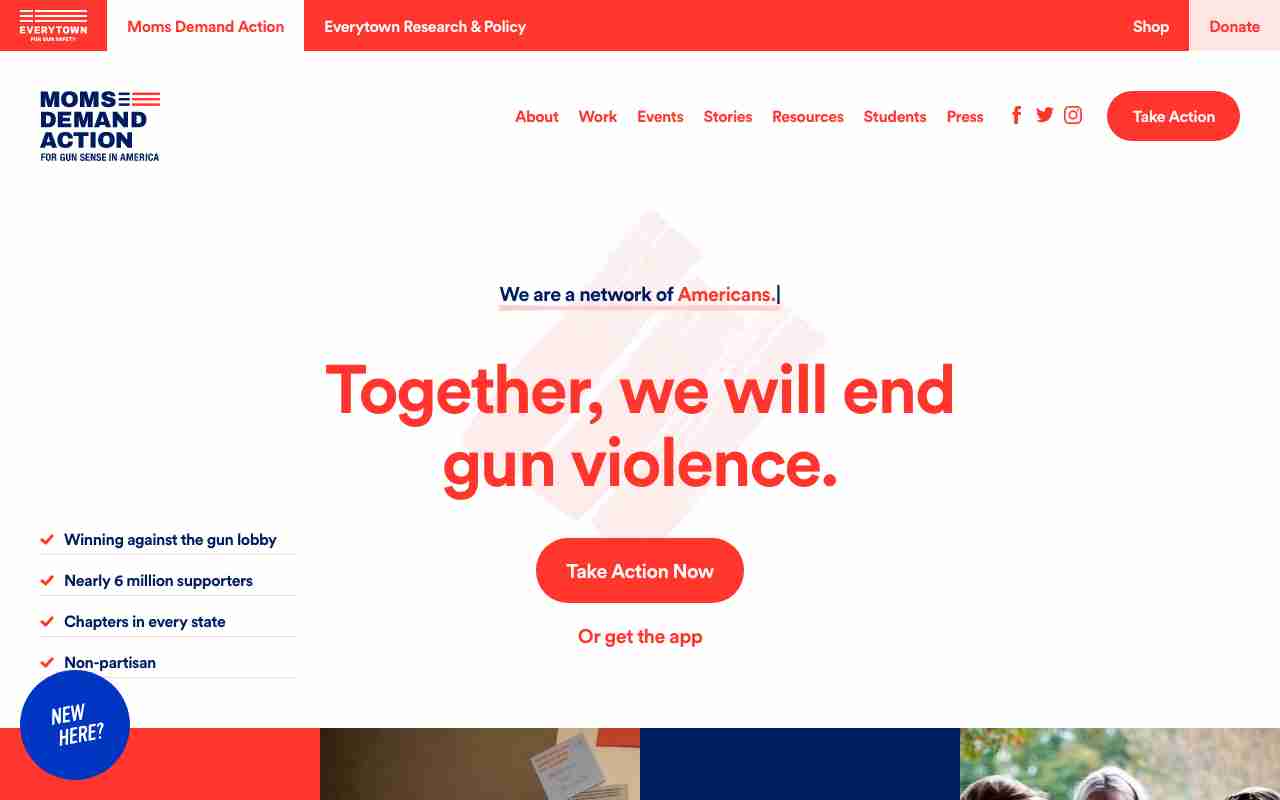 EVERYTOWN
FOR GUN SAFETY
Moms Demand Action
Everytown Research & Policy
Shop
Donate
MOMS
DEMAND
ACTION
FOR GUN SENSE IN AMERICA
About
Work
Events
Stories
Resources
Students
Press
Take Action
We are a network of Americans.|
Together, we will end
gun violence.
Winning against the gun lobby
Nearly 6 million supporters
Chapters in every state
Non-partisan
Take Action Now
Or get the app
NEW
HERE?